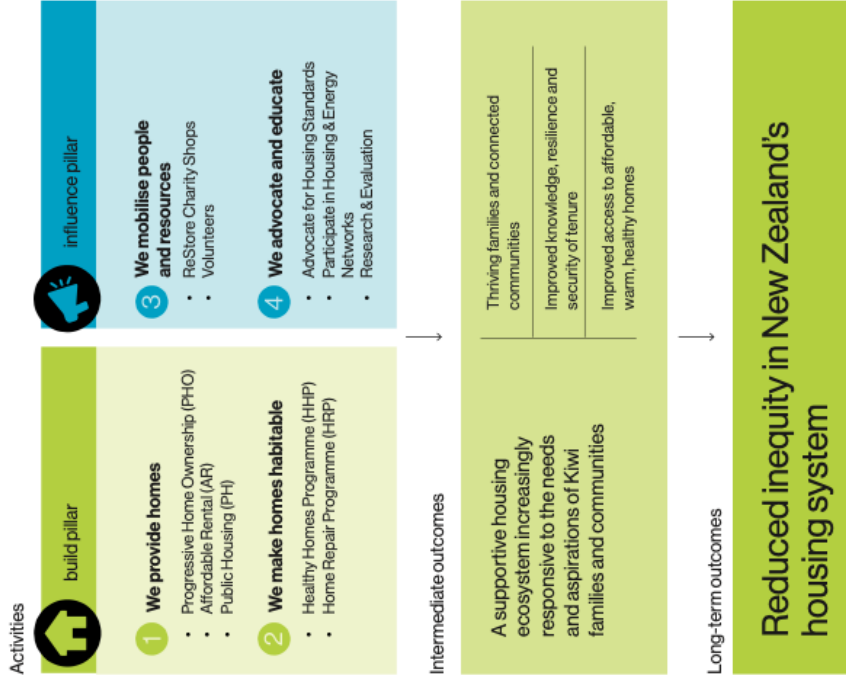 Activities
build pillar
1
We provide homes
• Progressive Home Ownership (PHO)
• Affordable Rental (AR)
• Public Housing (PH)
2
We make homes habitable
• Healthy Homes Programme (HHP)
• Home Repair Programme (HRP)
influence pillar
3
We mobilise people
and resources
• ReStore Charity Shops
• Volunteers
4
We advocate and educate
• Advocate for Housing Standards
• Participate in Housing & Energy
Networks
• Research & Evaluation
Intermediate outcomes
A supportive housing
ecosystem increasingly
responsive to the needs
and aspirations of Kiwi
families and communities
Thriving families and connected
communities
Improved knowledge, resilience and
security of tenure
Improved access to affordable,
warm, healthy homes
Long-term outcomes
Reduced inequity in New Zealand's
housing system